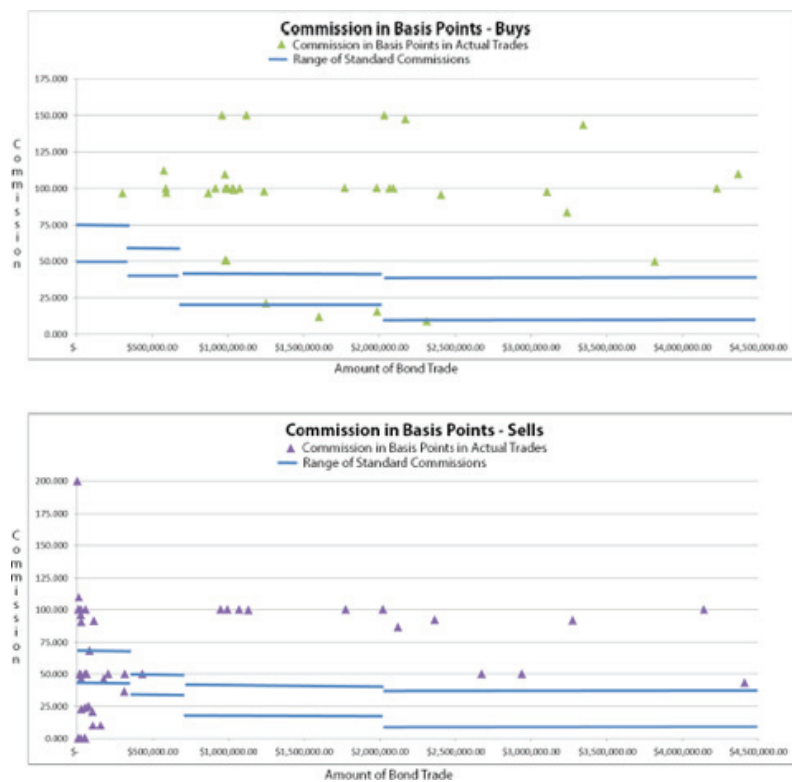 Commission in Basis Points - Buys
Commission in Basis Points in Actual Trades
Range of Standard Commissions
Commission
175.000
150.000
125.000
100.000
75.000
50.000
25.000
0.000
$- $500,000.00 $1,000,000.00 $1,500,000.00 $2,000,000.00 $2,500,000.00 $3,000,000.00 $3,500,000.00 $4,000,000.00 $4,500,000.00
Amount of Bond Trade
Commission in Basis Points - Sells
Commission in Basis Points in Actual Trades
Range of Standard Commissions
Commission
200.000
175.000
150.000
125.000
100.000
75.000
50.000
25.000
0.000
$- $500,000.00 $1,000,000.00 $1,500,000.00 $2,000,000.00 $2,500,000.00 $3,000,000.00 $3,500,000.00 $4,000,000.00 $4,500,000.00
Amount of Bond Trade